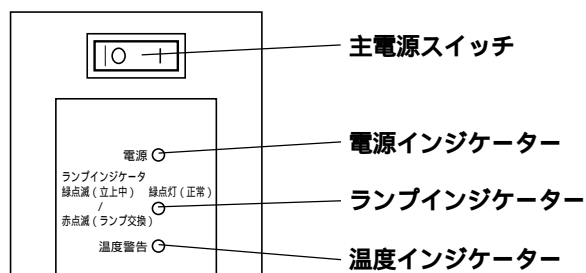 主電源スイッチ
電源
電源インジケーター
ランプインジケータ
緑点滅(立上中) 緑点灯(正常)
/
赤点滅(ランプ交換)
ランプインジケーター
温度警告
温度インジケーター